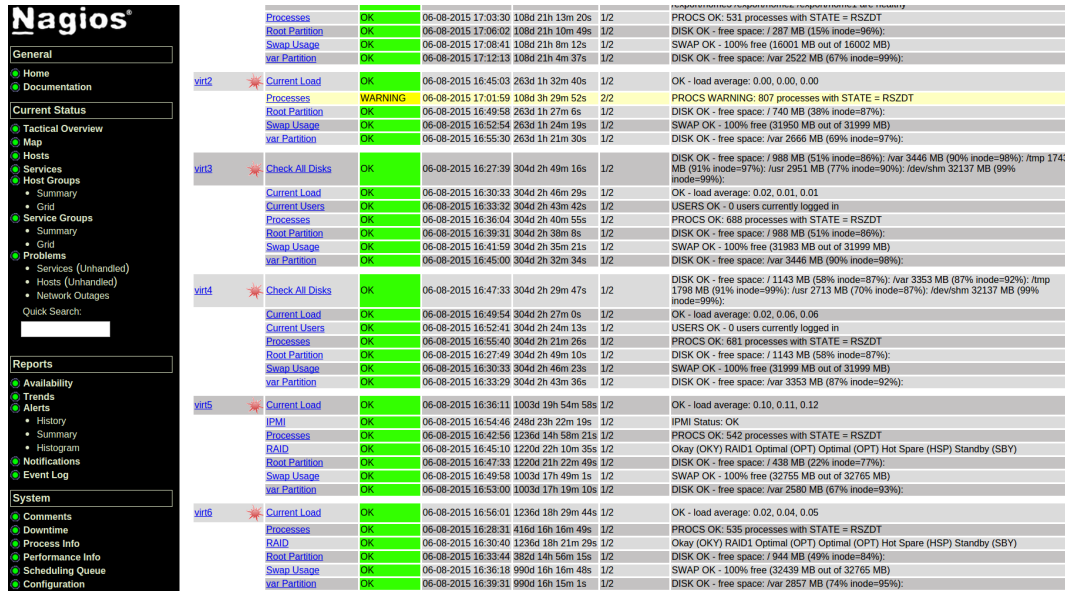 Nagios®
General
Home
Documentation
Current Status
Tactical Overview
Map
Hosts
Services
Host Groups
Summary
Grid
Service Groups
Summary
Grid
Problems
Services (Unhandled)
Hosts (Unhandled)
Network Outages
Quick Search:
Reports
Availability
Trends
Alerts
History
Summary
Histogram
Notifications
Event Log
System
Comments
Downtime
Process Info
Performance Info
Scheduling Queue
Configuration
Processes OK 06-08-2015 17:03:30 108d 21h 13m 20s 1/2 PROCS OK: 531 processes with STATE = RSZDT
Root Partition OK 06-08-2015 17:06:02 108d 21h 10m 49s 1/2 DISK OK - free space: / 287 MB (15% inode=96%):
Swap Usage OK 06-08-2015 17:08:41 108d 21h 8m 12s 1/2 SWAP OK - 100% free (16001 MB out of 16002 MB)
var Partition OK 06-08-2015 17:12:13 108d 21h 4m 37s 1/2 DISK OK - free space: /var 2522 MB (67% inode=99%):
virt2 Current Load OK 06-08-2015 16:45:03 263d 1h 32m 40s 1/2 OK - load average: 0.00, 0.00, 0.00
Processes WARNING 06-08-2015 17:01:59 108d 3h 29m 52s 2/2 PROCS WARNING: 807 processes with STATE = RSZDT
Root Partition OK 06-08-2015 16:49:58 263d 1h 27m 6s 1/2 DISK OK - free space: / 740 MB (38% inode=87%):
Swap Usage OK 06-08-2015 16:52:54 263d 1h 24m 19s 1/2 SWAP OK - 100% free (31950 MB out of 31999 MB)
var Partition OK 06-08-2015 16:55:30 263d 1h 21m 30s 1/2 DISK OK - free space: /var 2666 MB (69% inode=97%):
virt3 Check All Disks OK 06-08-2015 16:27:39 304d 2h 49m 16s 1/2 DISK OK - free space: / 988 MB (51% inode=86%): /var 3446 MB (90% inode=98%): /tmp 1743
MB (91% inode=97%): /usr 2951 MB (77% inode=90%): /dev/shm 32137 MB (99%
inode=99%):
Current Load OK 06-08-2015 16:30:33 304d 2h 46m 29s 1/2 OK - load average: 0.02, 0.01, 0.01
Current Users OK 06-08-2015 16:33:32 304d 2h 43m 42s 1/2 USERS OK - 0 users currently logged in
Processes OK 06-08-2015 16:36:04 304d 2h 40m 55s 1/2 PROCS OK: 688 processes with STATE = RSZDT
Root Partition OK 06-08-2015 16:39:31 304d 2h 38m 8s 1/2 DISK OK - free space: / 988 MB (51% inode=86%):
Swap Usage OK 06-08-2015 16:41:59 304d 2h 35m 21s 1/2 SWAP OK - 100% free (31983 MB out of 31999 MB)
var Partition OK 06-08-2015 16:45:00 304d 2h 32m 34s 1/2 DISK OK - free space: /var 3446 MB (90% inode=98%):
virt4 Check All Disks OK 06-08-2015 16:47:33 304d 2h 29m 47s 1/2 DISK OK - free space: / 1143 MB (58% inode=87%): /var 3353 MB (87% inode=92%): /tmp
1798 MB (91% inode=99%): /usr 2713 MB (70% inode=87%): /dev/shm 32137 MB (99%
inode=99%):
Current Load OK 06-08-2015 16:49:54 304d 2h 27m 0s 1/2 OK - load average: 0.02, 0.06, 0.06
Current Users OK 06-08-2015 16:52:41 304d 2h 24m 13s 1/2 USERS OK - 0 users currently logged in
Processes OK 06-08-2015 16:55:40 304d 2h 21m 26s 1/2 PROCS OK: 681 processes with STATE = RSZDT
Root Partition OK 06-08-2015 16:27:49 304d 2h 49m 10s 1/2 DISK OK - free space: / 1143 MB (58% inode=87%):
Swap Usage OK 06-08-2015 16:30:33 304d 2h 46m 23s 1/2 SWAP OK - 100% free (31999 MB out of 31999 MB)
var Partition OK 06-08-2015 16:33:29 304d 2h 43m 36s 1/2 DISK OK - free space: /var 3353 MB (87% inode=92%):
virt5 Current Load OK 06-08-2015 16:36:11 1003d 19h 54m 58s 1/2 OK - load average: 0.10, 0.11, 0.12
IPMI OK 06-08-2015 16:54:46 248d 23h 22m 19s 1/2 IPMI Status: OK
Processes OK 06-08-2015 16:42:56 1236d 14h 58m 21s 1/2 PROCS OK: 542 processes with STATE = RSZDT
RAID OK 06-08-2015 16:45:10 1220d 22h 10m 35s 1/2 Okay (OKY) RAID1 Optimal (OPT) Optimal (OPT) Hot Spare (HSP) Standby (SBY)
Root Partition OK 06-08-2015 16:47:33 1220d 21h 22m 49s 1/2 DISK OK - free space: / 438 MB (22% inode=77%):
Swap Usage OK 06-08-2015 16:49:58 1003d 17h 49m 1s 1/2 SWAP OK - 100% free (32755 MB out of 32765 MB)
var Partition OK 06-08-2015 16:53:00 1003d 17h 19m 10s 1/2 DISK OK - free space: /var 2580 MB (67% inode=93%):
virt6 Current Load OK 06-08-2015 16:56:01 1236d 18h 29m 44s 1/2 OK - load average: 0.02, 0.04, 0.05
Processes OK 06-08-2015 16:28:31 416d 16h 16m 49s 1/2 PROCS OK: 535 processes with STATE = RSZDT
RAID OK 06-08-2015 16:30:40 1236d 18h 21m 29s 1/2 Okay (OKY) RAID1 Optimal (OPT) Optimal (OPT) Hot Spare (HSP) Standby (SBY)
Root Partition OK 06-08-2015 16:33:44 382d 14h 56m 15s 1/2 DISK OK - free space: / 944 MB (49% inode=84%):
Swap Usage OK 06-08-2015 16:36:18 990d 16h 16m 48s 1/2 SWAP OK - 100% free (32439 MB out of 32765 MB)
var Partition OK 06-08-2015 16:39:31 990d 16h 15m 1s 1/2 DISK OK - free space: /var 2857 MB (74% inode=95%):